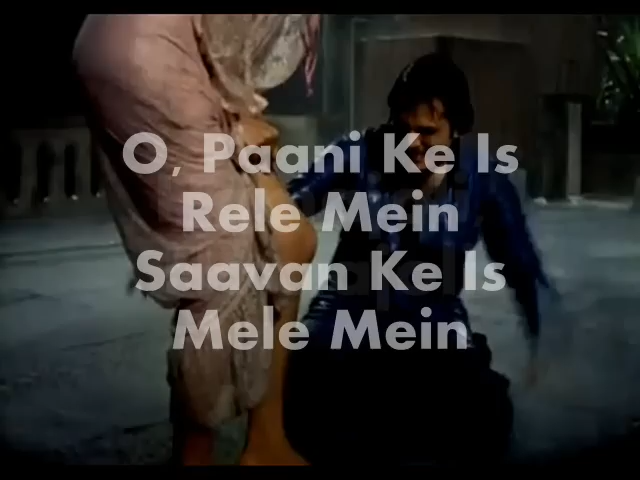 O, Paani Ke Is
Rele Mein
Saavan Ke Is
Mele Mein